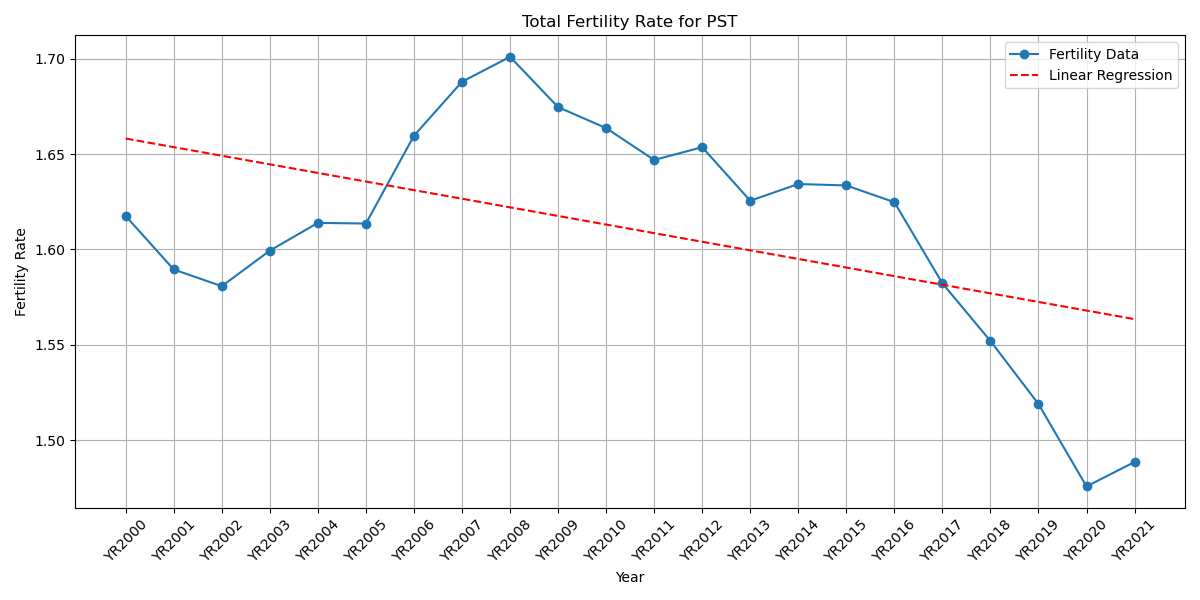 Total Fertility Rate for PST
Fertility Data
Linear Regression
Fertility Rate
1.70
1.65
1.60
1.55
1.50
YR2000
YR2001
YR2002
YR2003
YR2004
YR2005
YR2006
YR2007
YR2008
YR2009
YR2010
YR2011
YR2012
YR2013
YR2014
YR2015
YR2016
YR2017
YR2018
YR2019
YR2020
YR2021
Year